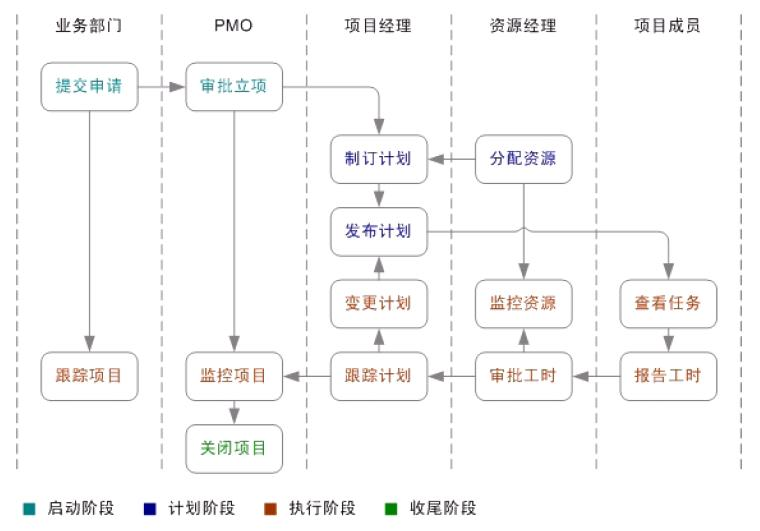 业务部门 PMO 项目经理 资源经理 项目成员
提交申请 审批立项
制订计划 分配资源
发布计划
变更计划 监控资源 查看任务
跟踪项目 监控项目 跟踪计划 审批工时 报告工时
关闭项目
启动阶段 计划阶段 执行阶段 收尾阶段